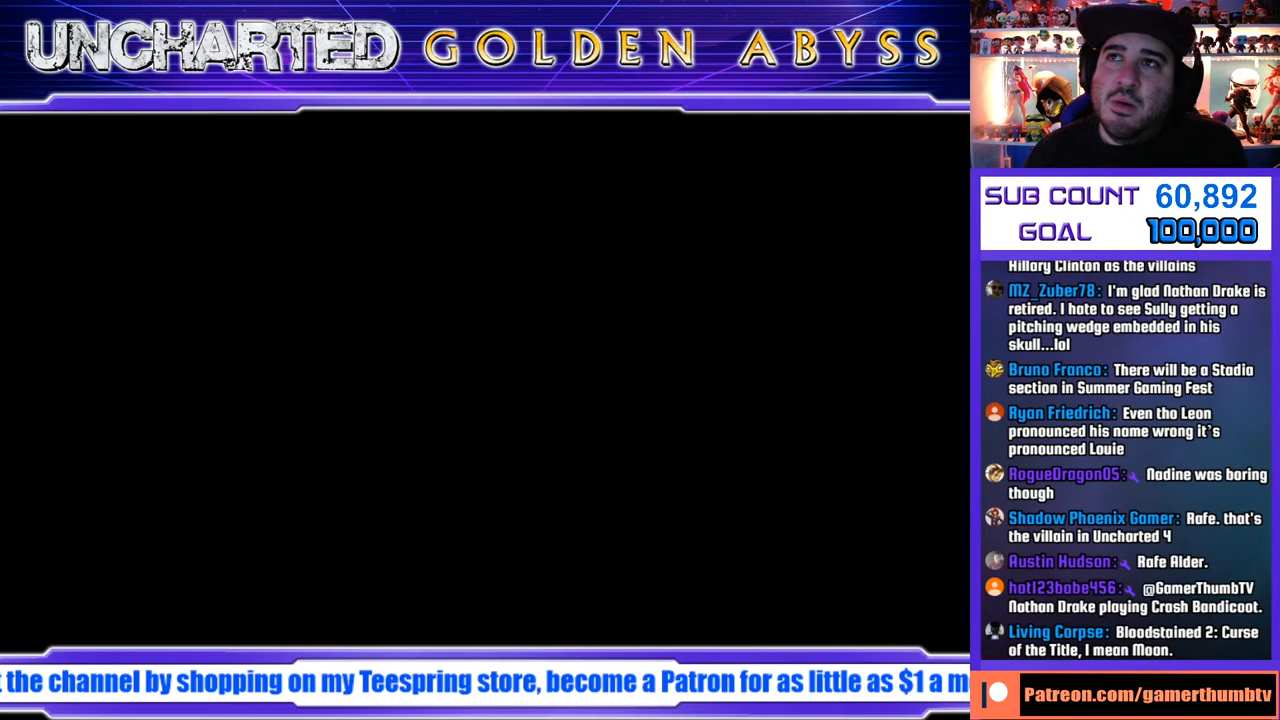 UNCHARTED GOLDEN ABYSS
SUB COUNT 60,892
GOAL 100,000
Hillary Clinton as the villains
MZ_Zuber78: I'm glad Nathan Drake is
retired. I hate to see Sully getting a
pitching wedge embedded in his
skull...lol
Bruno Franco: There will be a Stadia
section in Summer Gaming Fest
Ryan Friedrich: Even tho Leon
pronounced his name wrong it's
pronounced Louie
RogueDragon05: Nadine was boring
though
Shadow Phoenix Gamer: Rafe. that's
the villain in Uncharted 4
Austin Hudson: Rafe Alder.
hot123babe456: @GamerThumbTV
Nathan Drake playing Crash Bandicoot.
Living Corpse: Bloodstained 2: Curse
of the Title, I mean Moon.
the channel by shopping on my Teespring store, become a Patron for as little as $1 a m
Patreon.com/gamerthumbtv